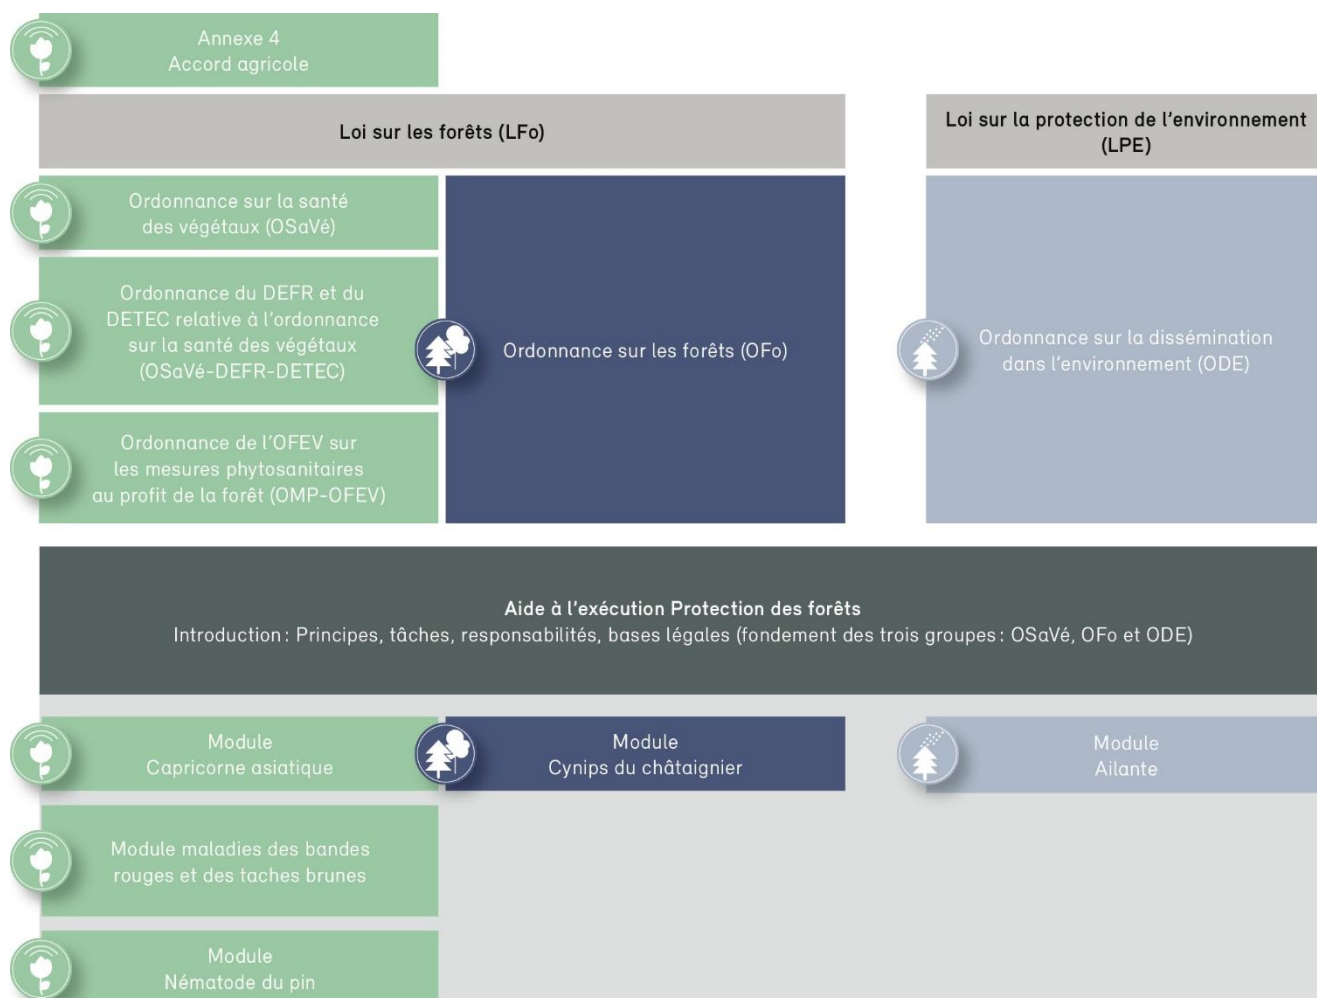 Annexe 4
Accord agricole
Loi sur les forêts (LFo)
Loi sur la protection de l'environnement
(LPE)
Ordonnance sur la santé
des végétaux (OSaVé)
Ordonnance du DEFR et du
DETEC relative à l'ordonnance
sur la santé des végétaux
(OSaVé-DEFR-DETEC)
Ordonnance de l'OFEV sur
les mesures phytosanitaires
au profit de la forêt (OMP-OFEV)
Ordonnance sur les forêts (OFo)
Ordonnance sur la dissémination
dans l'environnement (ODE)
Aide à l'exécution Protection des forêts
Introduction : Principes, tâches, responsabilités, bases légales (fondement des trois groupes : OSaVé, OFo et ODE)
Module
Capricorne asiatique
Module
Cynips du châtaignier
Module
Ailante
Module maladies des bandes
rouges et des taches brunes
Module
Nématode du pin